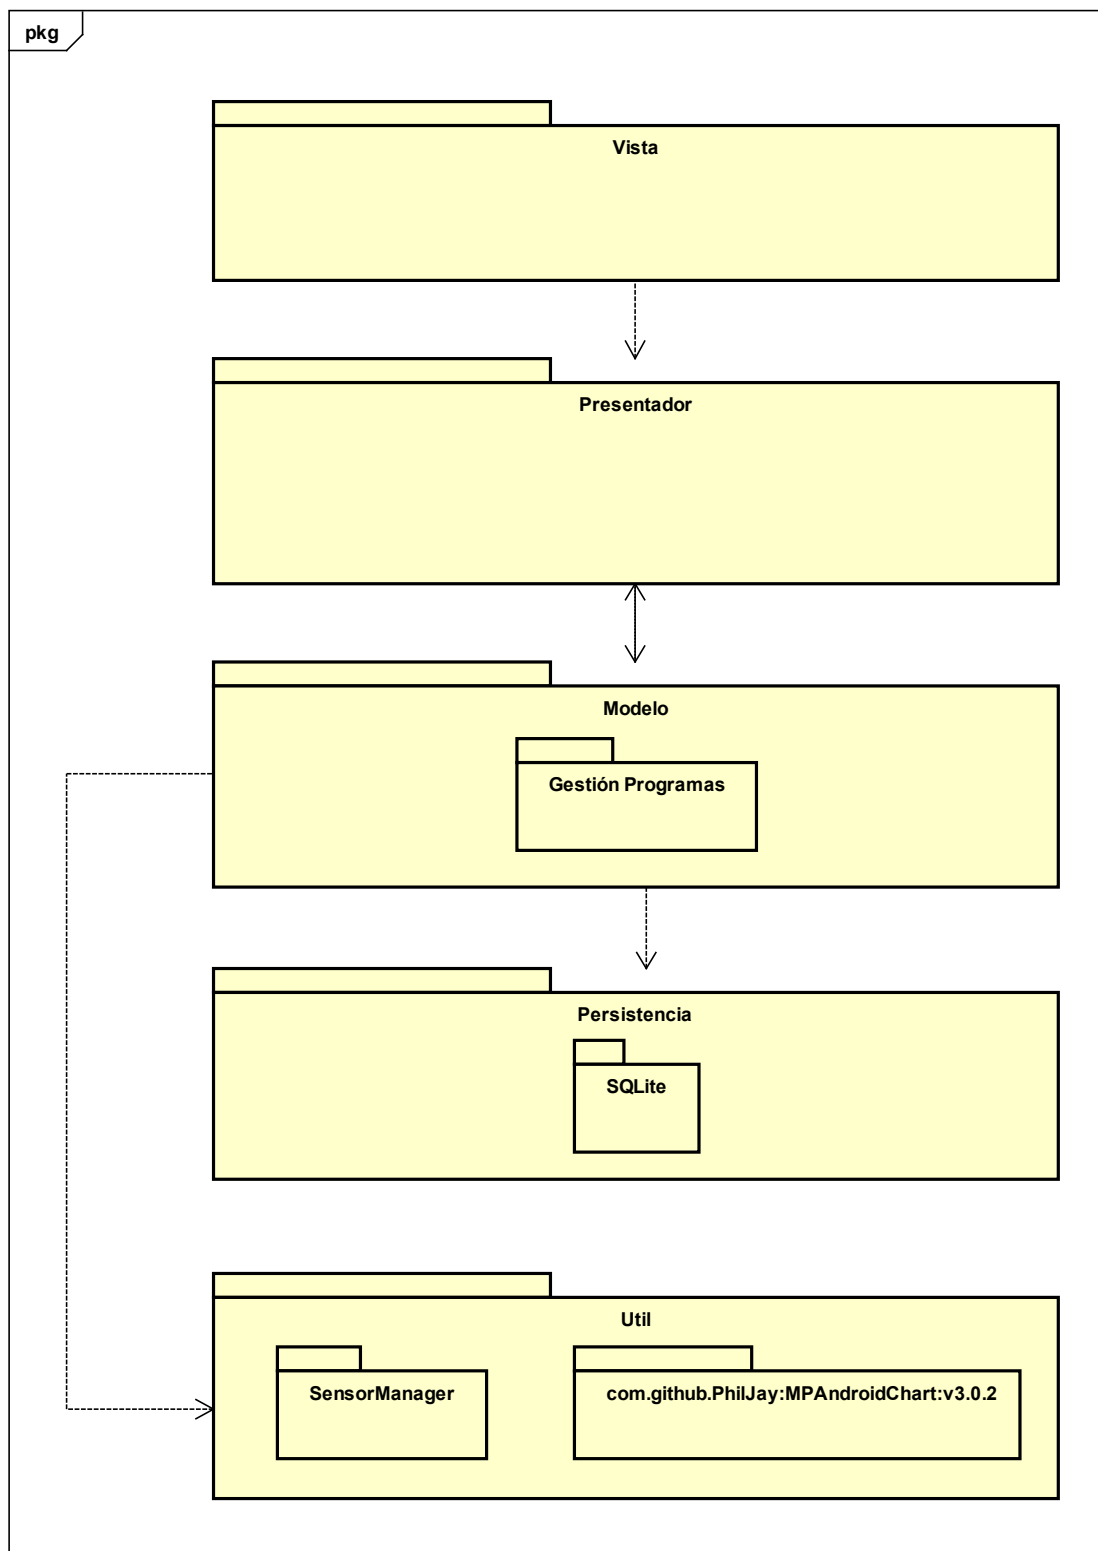 pkg
Vista
Presentador
Modelo
Gestión Programas
Persistencia
SQLite
Util
SensorManager
com.github.PhilJay:MPAndroidChart:v3.0.2